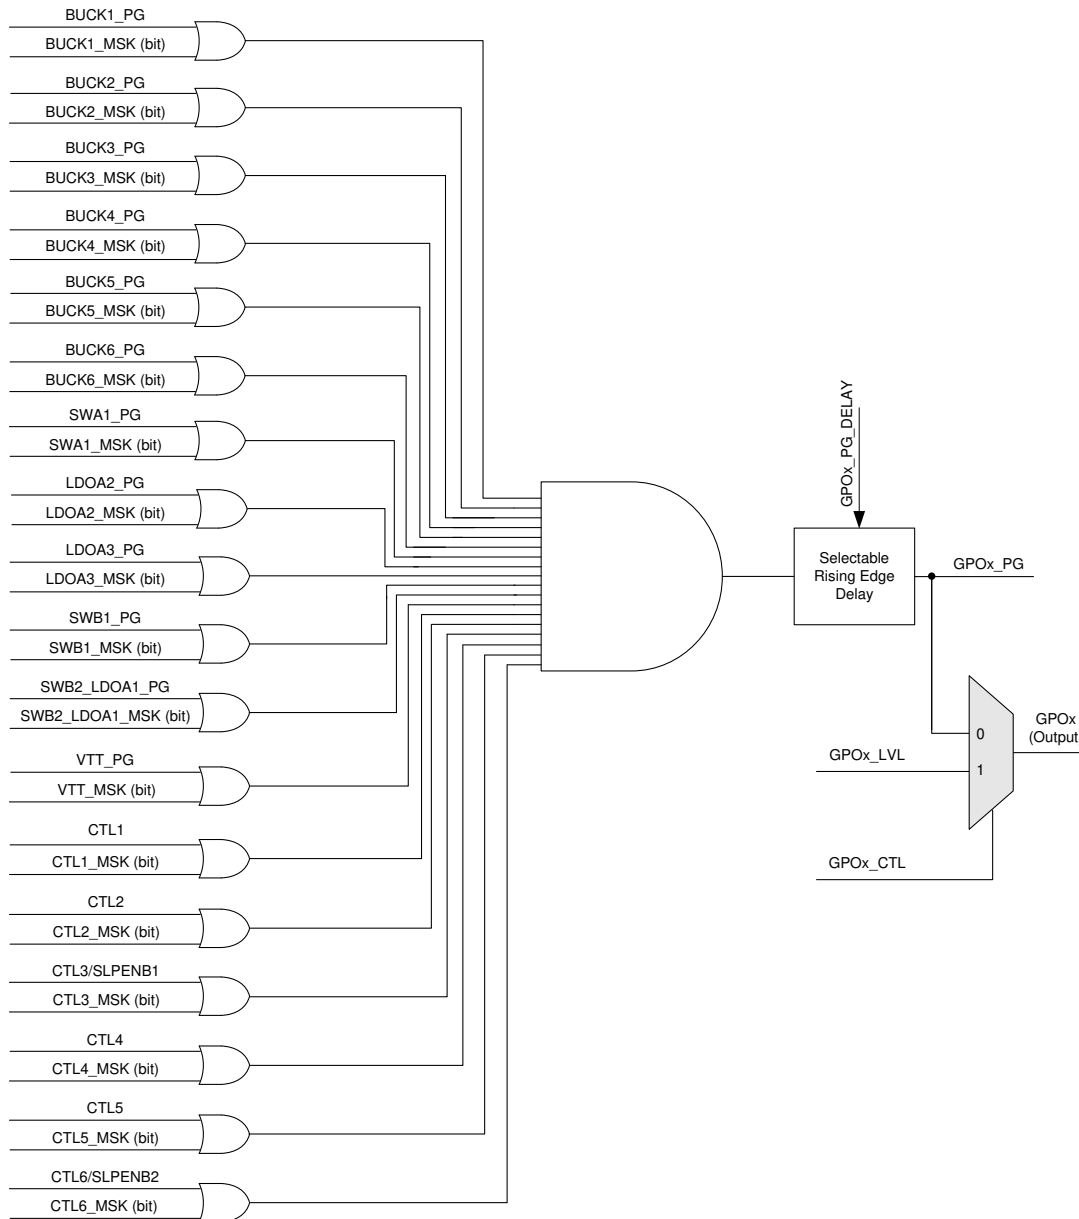 BUCK1_PG
BUCK1_MSK (bit)
BUCK2_PG
BUCK2_MSK (bit)
BUCK3_PG
BUCK3_MSK (bit)
BUCK4_PG
BUCK4_MSK (bit)
BUCK5_PG
BUCK5_MSK (bit)
BUCK6_PG
BUCK6_MSK (bit)
SWA1_PG
SWA1_MSK (bit)
LDOA2_PG
LDOA2_MSK (bit)
LDOA3_PG
LDOA3_MSK (bit)
SWB1_PG
SWB1_MSK (bit)
SWB2_LDOA1_PG
SWB2_LDOA1_MSK (bit)
VTT_PG
VTT_MSK (bit)
CTL1
CTL1_MSK (bit)
CTL2
CTL2_MSK (bit)
CTL3/SLPENB1
CTL3_MSK (bit)
CTL4
CTL4_MSK (bit)
CTL5
CTL5_MSK (bit)
CTL6/SLPENB2
CTL6_MSK (bit)
GPOx_PG_DELAY
Selectable
Rising Edge
Delay
GPOx_PG
0
1
GPOx_LVL
GPOx_CTL
GPOx
(Output